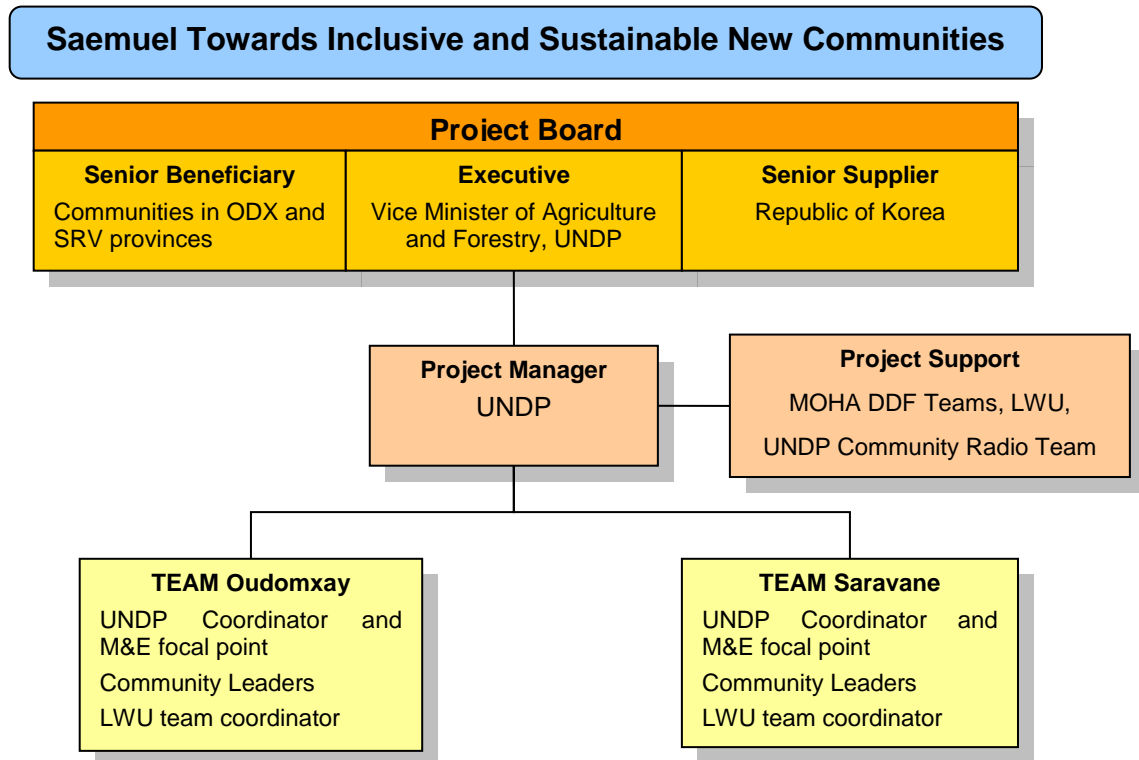 Saemuel Towards Inclusive and Sustainable New Communities
Project Board
Senior Beneficiary
Communities in ODX and
SRV provinces
Executive
Vice Minister of Agriculture
and Forestry, UNDP
Senior Supplier
Republic of Korea
Project Manager
UNDP
Project Support
MOHA DDF Teams, LWU,
UNDP Community Radio Team
TEAM Oudomxay
UNDP Coordinator and
M&E focal point
Community Leaders
LWU team coordinator
TEAM Saravane
UNDP Coordinator and
M&E focal point
Community Leaders
LWU team coordinator